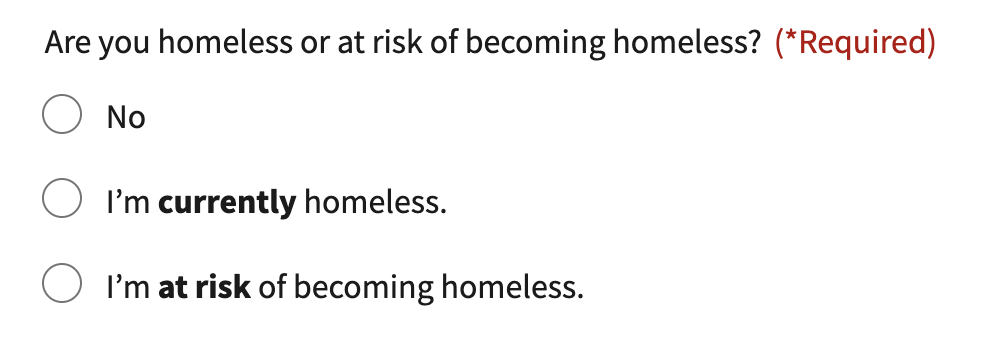 Are you homeless or at risk of becoming homeless? (*Required)
No
I’m currently homeless.
I’m at risk of becoming homeless.